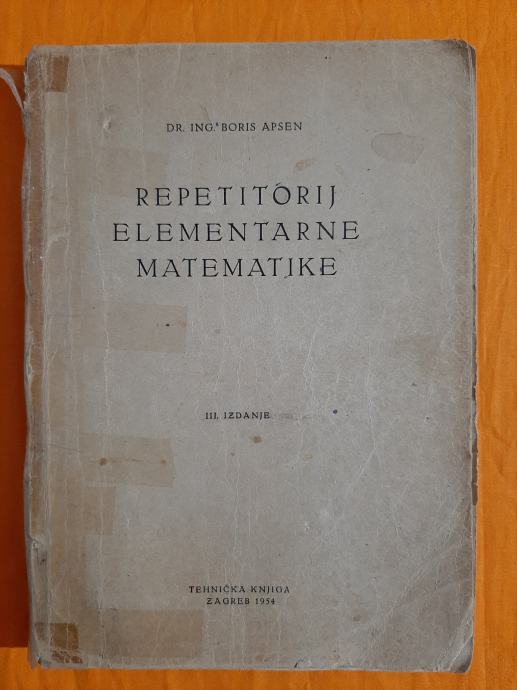 DR. ING. BORIS APSEN
REPETITORIJ
ELEMENTARNE
MATEMATIKE
III. IZDANJE
TEHNIČKA KNJIGA
ZAGREB 1954